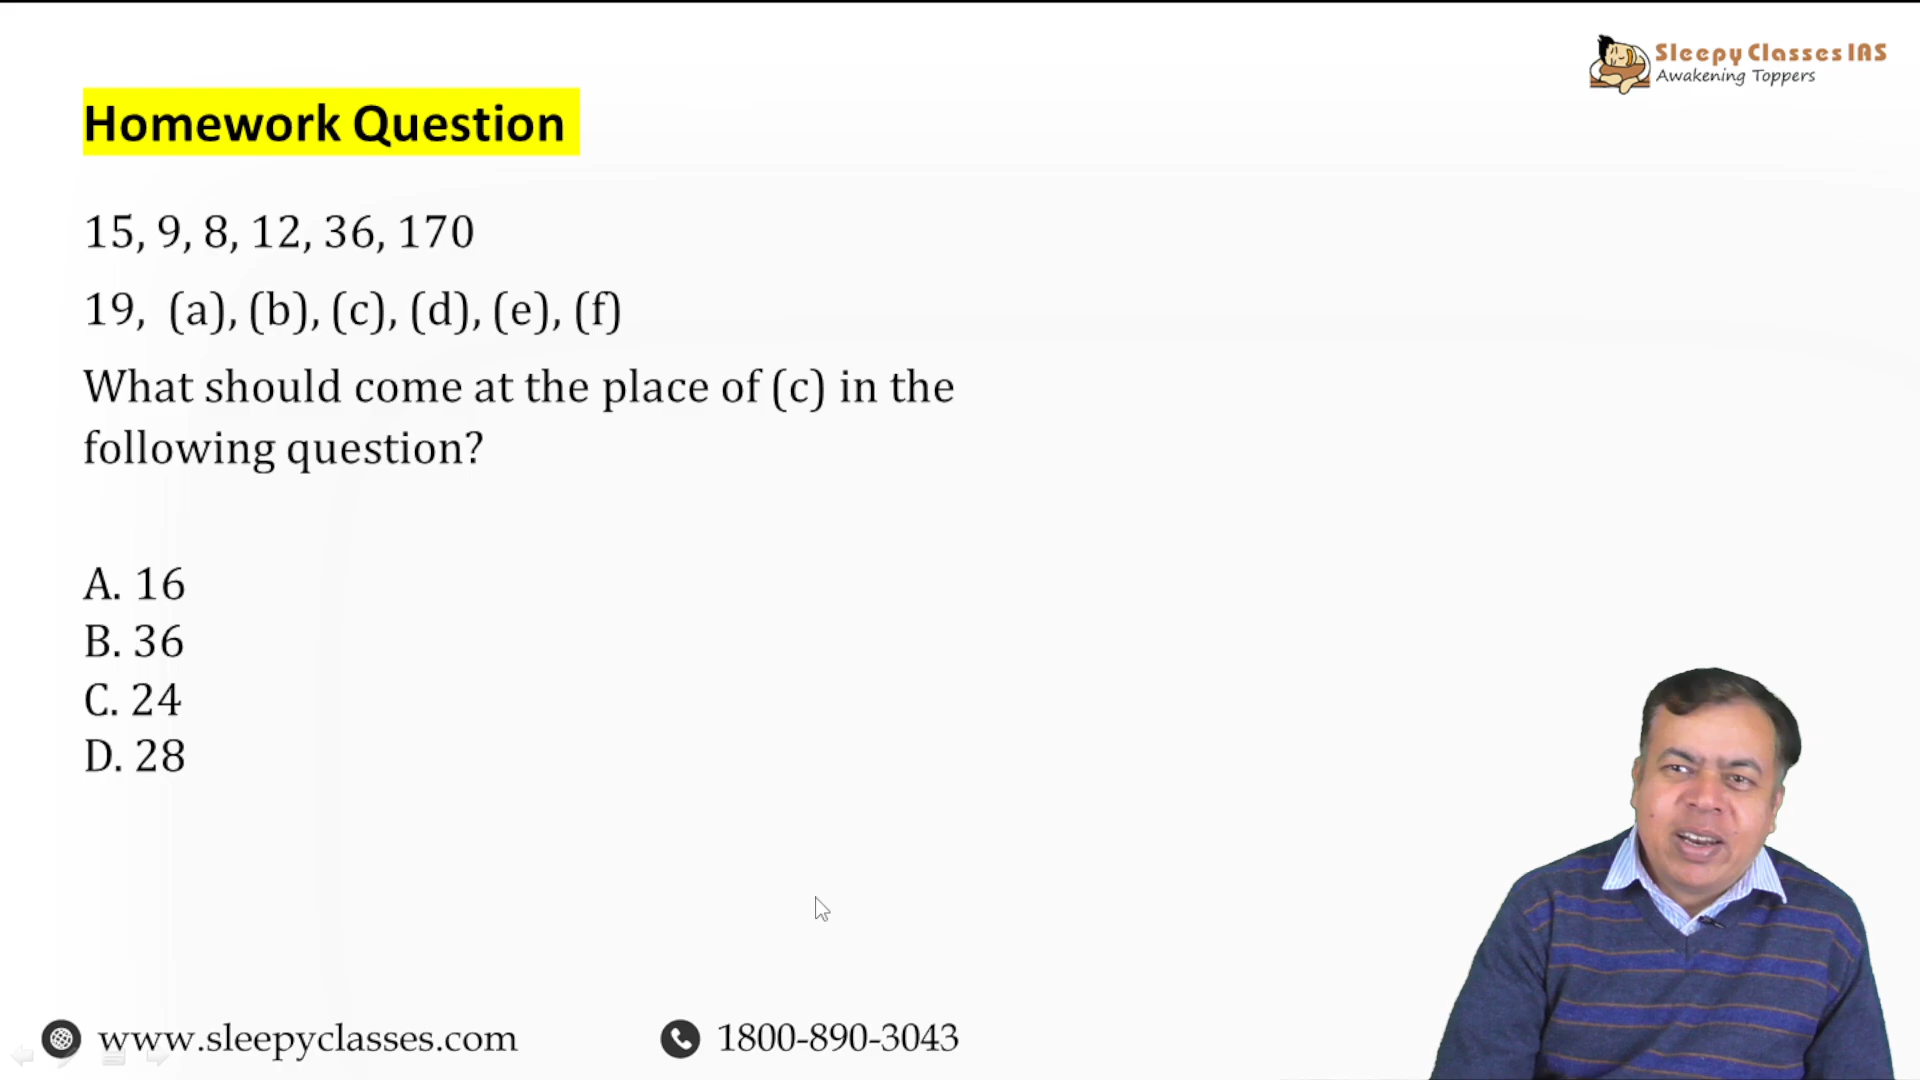 Sleepy Classes IAS
Awakening Toppers
Homework Question
15, 9, 8, 12, 36, 170
19, (a), (b), (c), (d), (e), (f)
What should come at the place of (c) in the
following question?
A. 16
B. 36
C. 24
D. 28
www.sleepyclasses.com 1800-890-3043